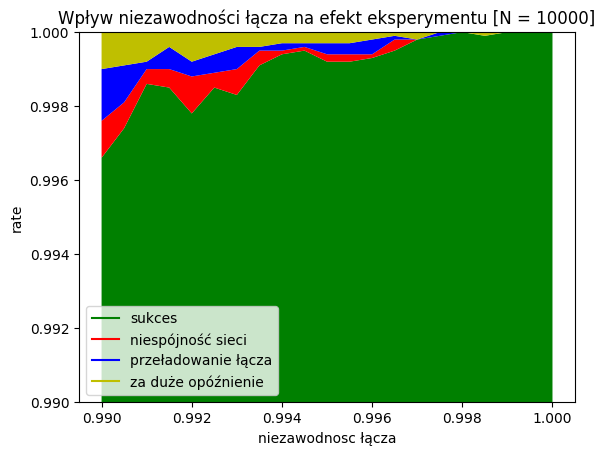 Wpływ niezawodności łącza na efekt eksperymentu [N = 10000]
1.000
0.998
0.996
0.994
0.992
0.990
rate
sukces
niespójność sieci
przeładowanie łącza
za duże opóźnienie
0.990 0.992 0.994 0.996 0.998 1.000
niezawodnosc łącza